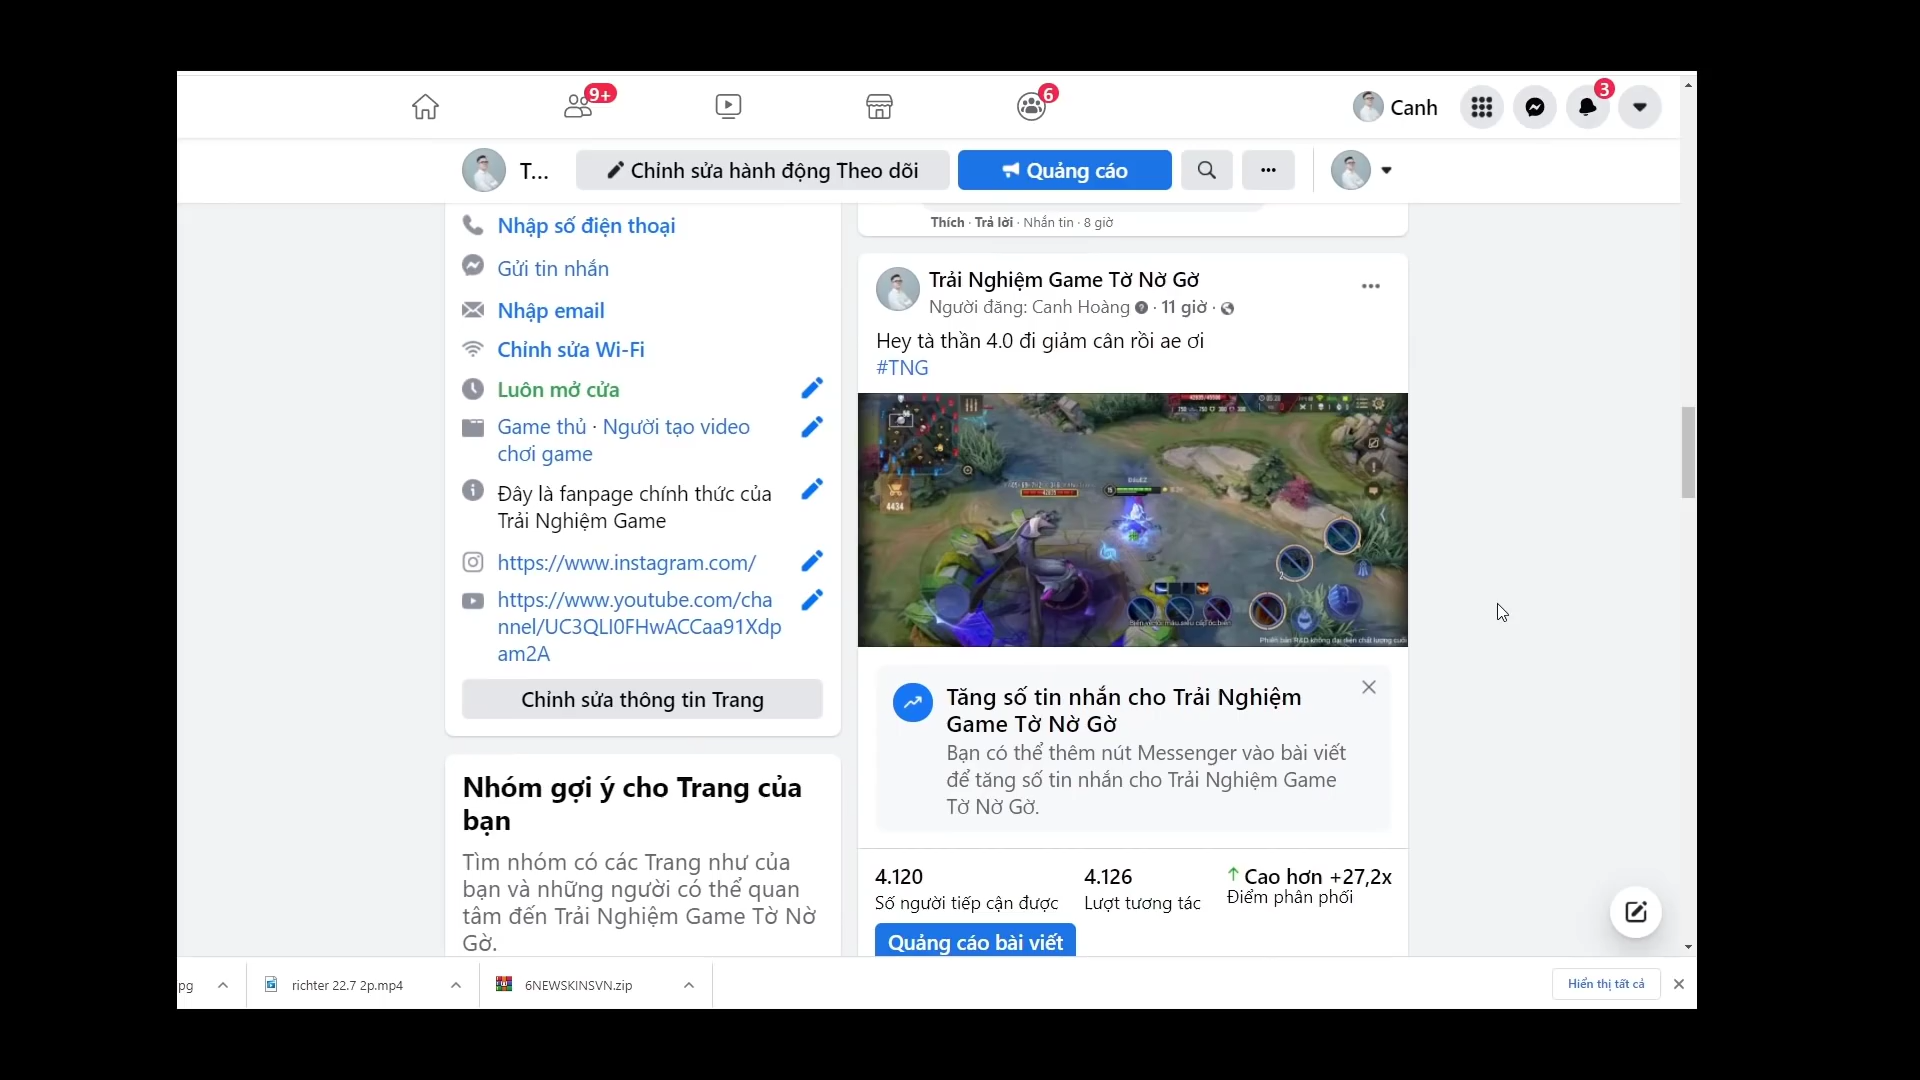 9+
6
Canh
3
T...
Chỉnh sửa hành động Theo dõi
Quảng cáo
Nhập số điện thoại
Gửi tin nhắn
Nhập email
Chỉnh sửa Wi-Fi
Luôn mở cửa
Game thủ · Người tạo video
chơi game
Đây là fanpage chính thức của
Trải Nghiệm Game
https://www.instagram.com/
https://www.youtube.com/cha
nnel/UC3QLI0FHwACCaa91Xdp
am2A
Chỉnh sửa thông tin Trang
Nhóm gợi ý cho Trang của
bạn
Tìm nhóm có các Trang như của
bạn và những người có thể quan
tâm đến Trải Nghiệm Game Tờ Nờ
Gờ.
Thích · Trả lời · Nhắn tin · 8 giờ
Trải Nghiệm Game Tờ Nờ Gờ
Người đăng: Canh Hoàng · 11 giờ ·
Hey tà thần 4.0 đi giảm cân rồi ae ơi
#TNG
4434
Tăng số tin nhắn cho Trải Nghiệm
Game Tờ Nờ Gờ
Bạn có thể thêm nút Messenger vào bài viết
để tăng số tin nhắn cho Trải Nghiệm Game
Tờ Nờ Gờ.
4.120
Số người tiếp cận được
4.126
Lượt tương tác
Cao hơn +27,2x
Điểm phân phối
Quảng cáo bài viết
pg
richter 22.7 2p.mp4
6NEWSKINSVN.zip
Hiển thị tất cả